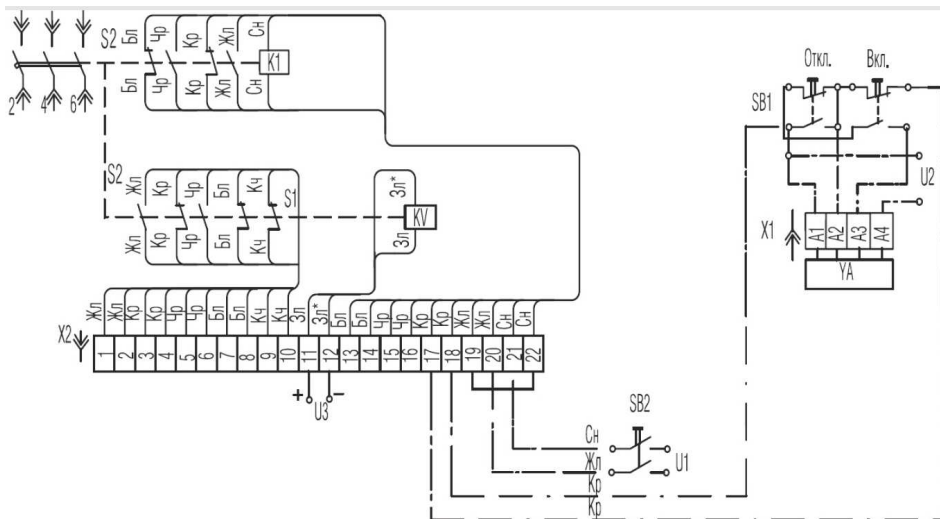 S2 Бл Чр Кр Жл Сн К1
Бл Чр Кр Жл Сн
2 4 6
Откл. Вкл.
SB1
U2
S2 Жл Кр Чр Бл Кч S1 Зл* KV
Жл Кр Чр Бл Кч Зл
X1 A1 A2 A3 A4
YA
Жл Жл Кр Кр Чр Чр Бл Бл Кч Кч Зл Зл* Бл Бл Чр Чр Кр Кр Жл Жл Сн Сн
X2 1 2 3 4 5 6 7 8 9 10 11 12 13 14 15 16 17 18 19 20 21 22
+ U3 −
SB2
Сн
Жл U1
Кр
Кр